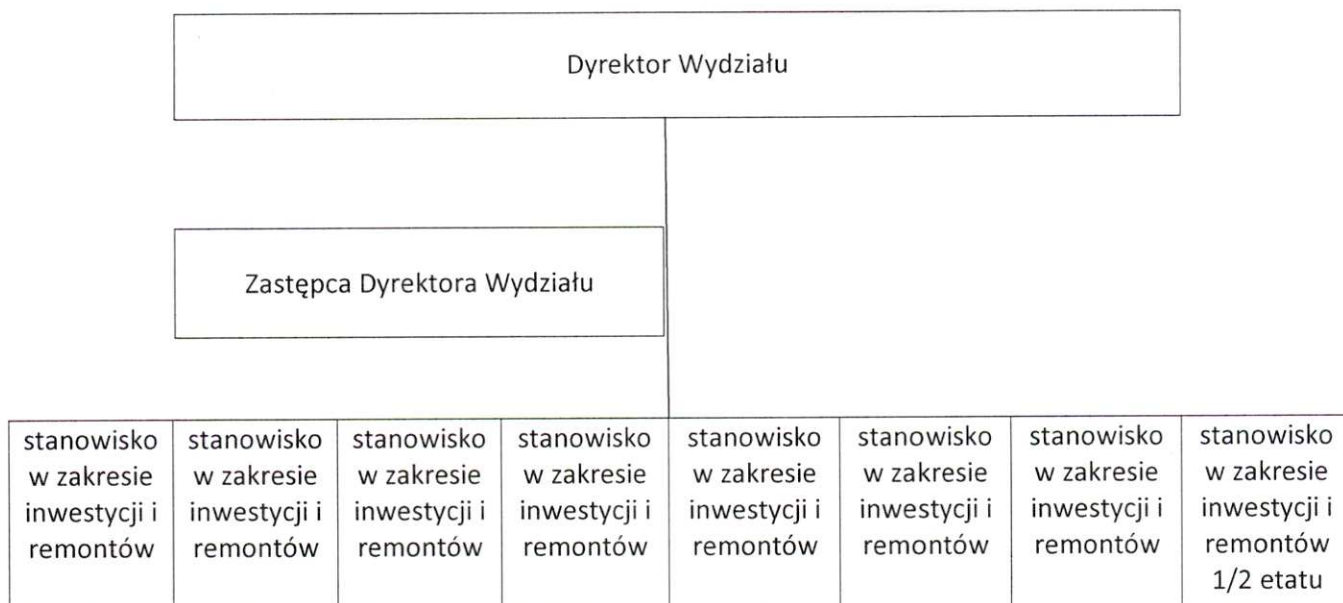 Dyrektor Wydziału
Zastępca Dyrektora Wydziału
stanowisko
w zakresie
inwestycji i
remontów
stanowisko
w zakresie
inwestycji i
remontów
stanowisko
w zakresie
inwestycji i
remontów
stanowisko
w zakresie
inwestycji i
remontów
stanowisko
w zakresie
inwestycji i
remontów
stanowisko
w zakresie
inwestycji i
remontów
stanowisko
w zakresie
inwestycji i
remontów
stanowisko
w zakresie
inwestycji i
remontów
1/2 etatu